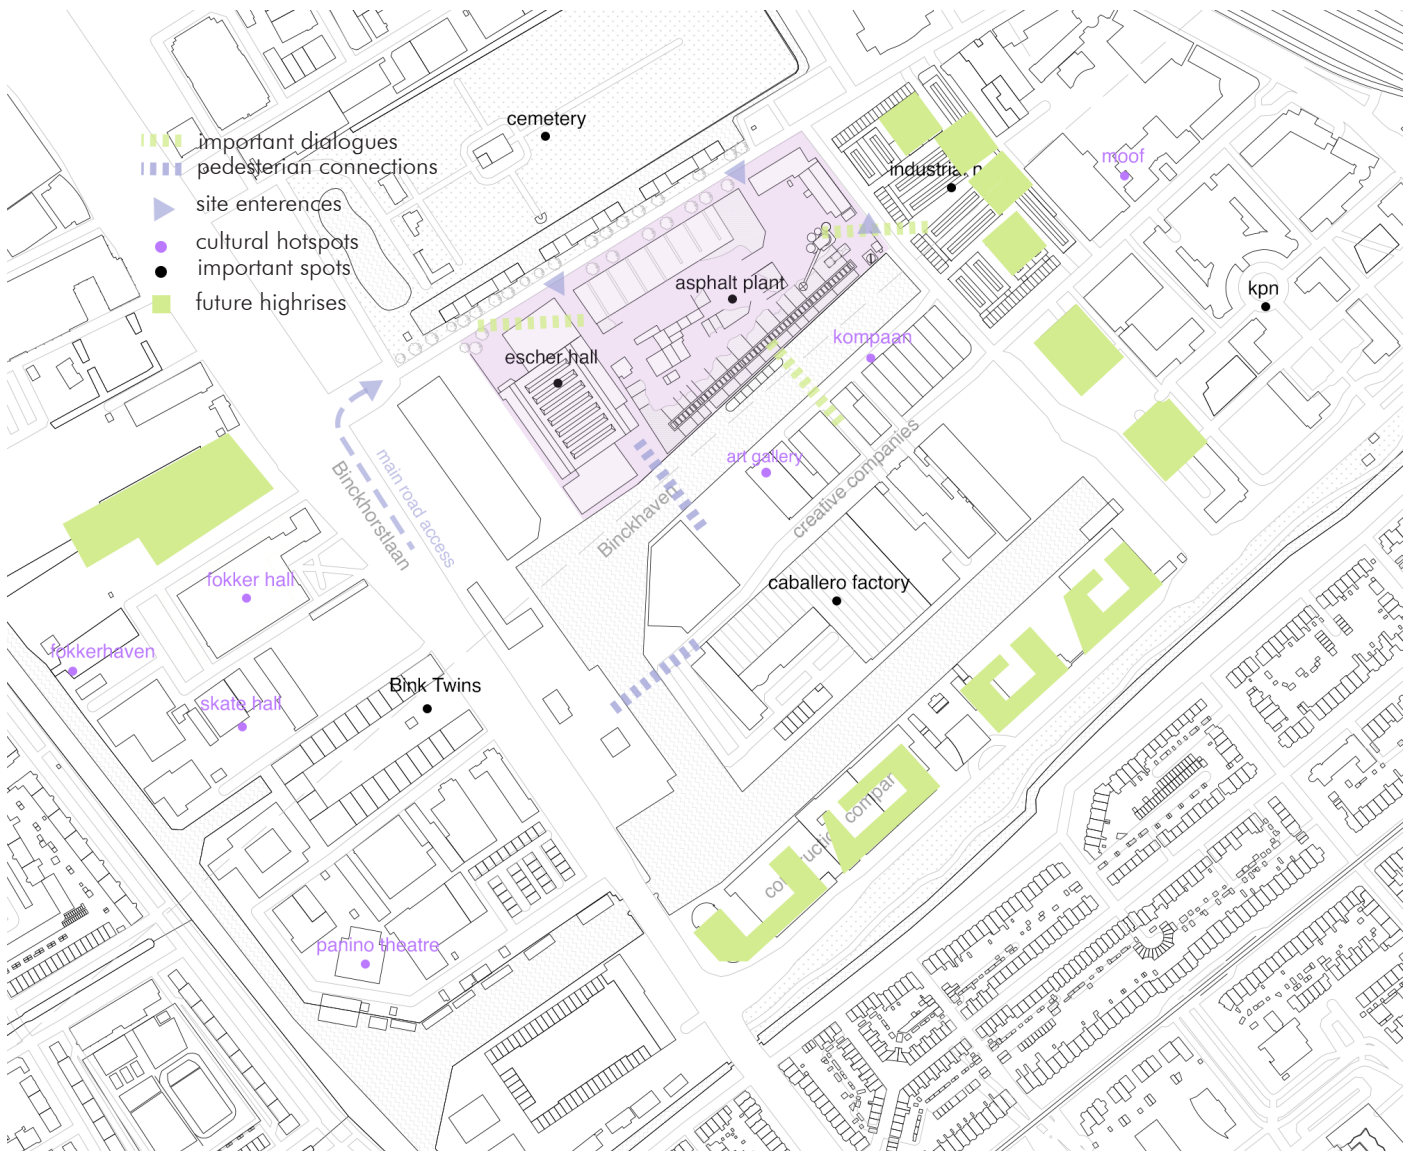 cemetery
important dialogues
pedesterian connections
moof
site enterences
cultural hotspots
important spots
asphalt plant
kpn
future highrises
kompaan
escher hall
art gallery
creative companies
main road access
Binckhorstlaan
Binckhaven
fokker hall
caballero factory
fokkerhaven
Bink Twins
skate hall
panino theatre